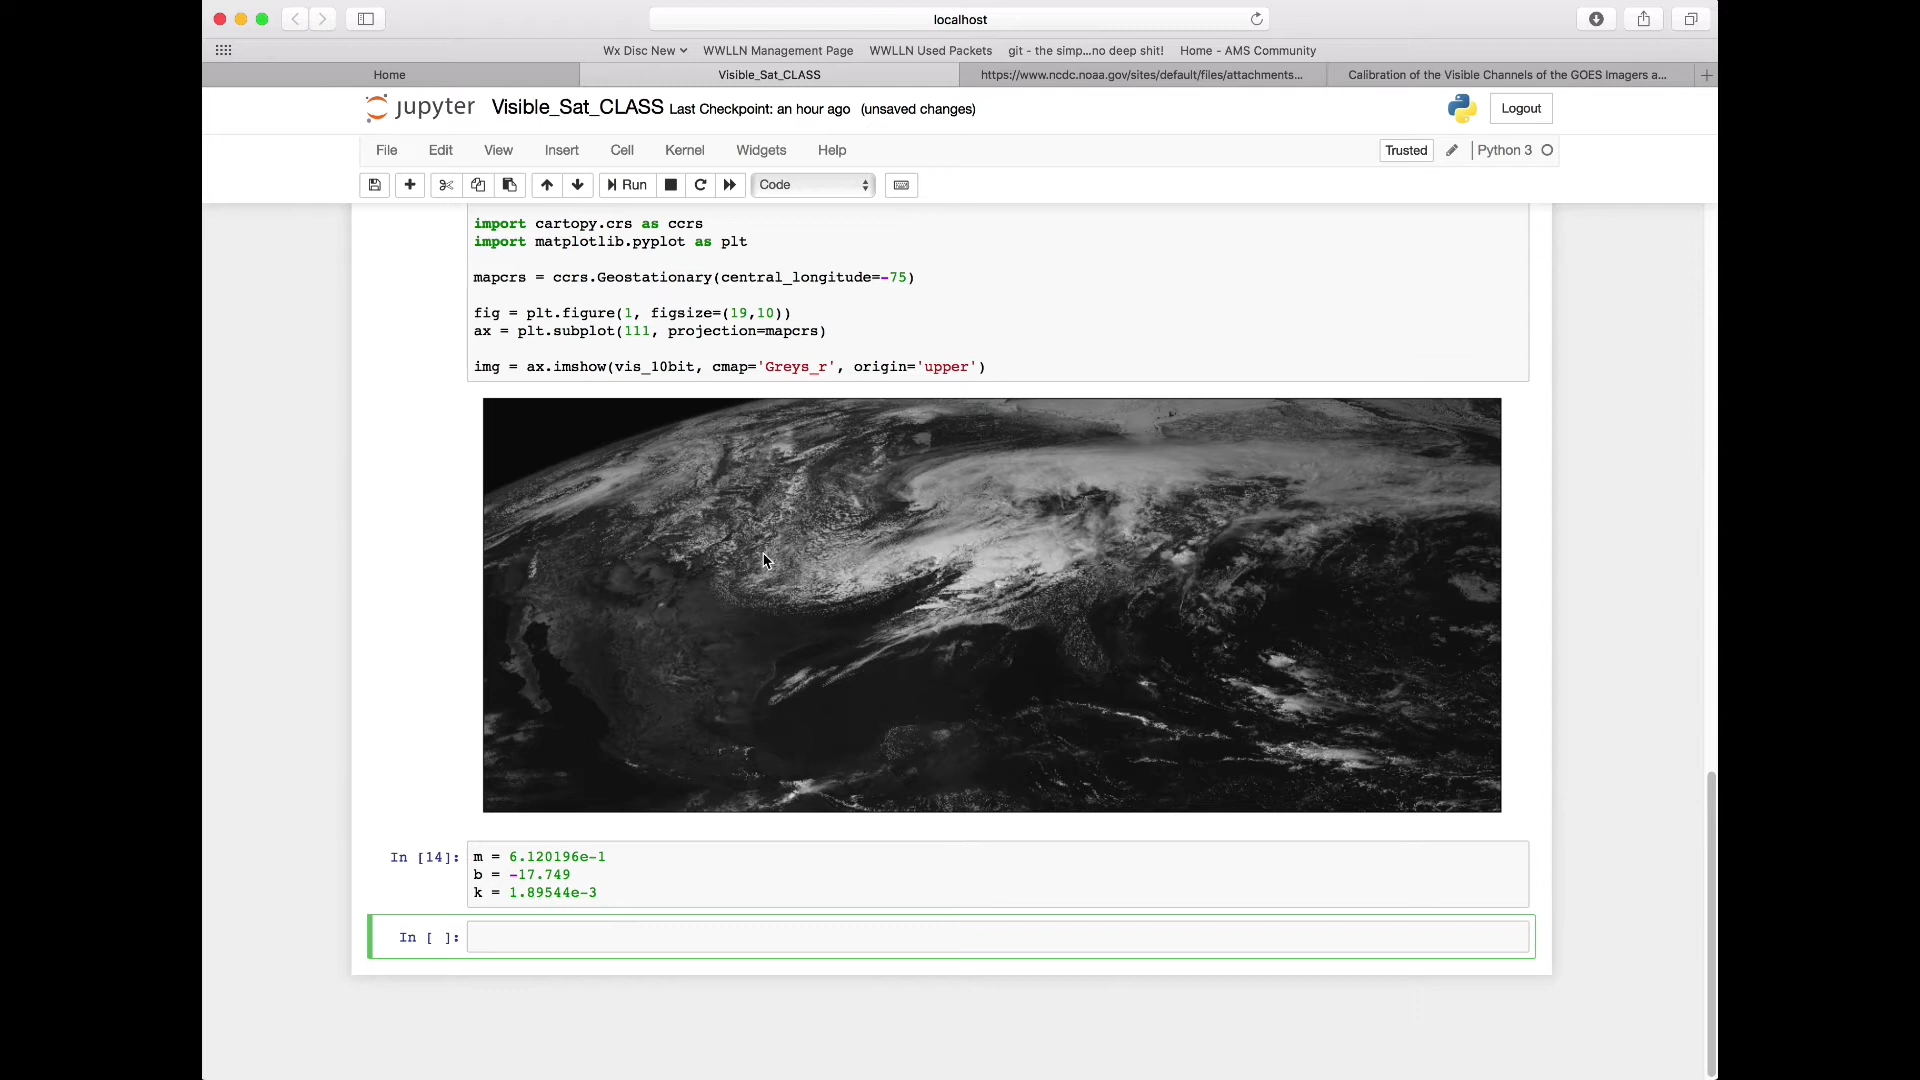 localhost
Wx Disc New WWLLN Management Page WWLLN Used Packets git - the simp...no deep shit! Home - AMS Community
Home Visible_Sat_CLASS https://www.ncdc.noaa.gov/sites/default/files/attachments... Calibration of the Visible Channels of the GOES Imagers a...
jupyter Visible_Sat_CLASS Last Checkpoint: an hour ago (unsaved changes) Logout
File Edit View Insert Cell Kernel Widgets Help Trusted Python 3
Run Code
import cartopy.crs as ccrs
import matplotlib.pyplot as plt
mapcrs = ccrs.Geostationary(central_longitude=-75)
fig = plt.figure(1, figsize=(19,10))
ax = plt.subplot(111, projection=mapcrs)
img = ax.imshow(vis_10bit, cmap='Greys_r', origin='upper')
In [14]: m = 6.120196e-1
b = -17.749
k = 1.89544e-3
In [ ]: